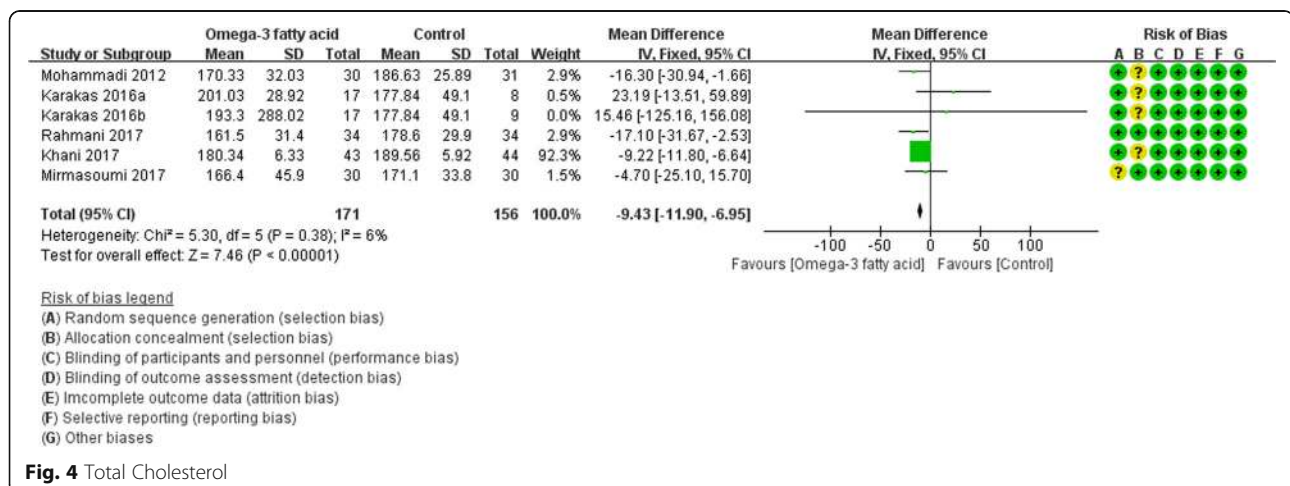 Omega-3 fatty acid Control Mean Difference Mean Difference Risk of Bias
Study or Subgroup Mean SD Total Mean SD Total Weight IV, Fixed, 95% CI IV, Fixed, 95% CI A B C D E F G
Mohammadi 2012 170.33 32.03 30 186.63 25.89 31 2.9% -16.30 [-30.94, -1.66] + ? + + + + +
Karakas 2016a 201.03 28.92 17 177.84 49.1 8 0.5% 23.19 [-13.51, 59.89] + ? + + + + +
Karakas 2016b 193.3 288.02 17 177.84 49.1 9 0.0% 15.46 [-125.16, 156.08] + ? + + + + +
Rahmani 2017 161.5 31.4 34 178.6 29.9 34 2.9% -17.10 [-31.67, -2.53] + + + + + + +
Khani 2017 180.34 6.33 43 189.56 5.92 44 92.3% -9.22 [-11.80, -6.64] + ? + + + + +
Mirmasoumi 2017 166.4 45.9 30 171.1 33.8 30 1.5% -4.70 [-25.10, 15.70] ? + + + + + +
Total (95% CI) 171 156 100.0% -9.43 [-11.90, -6.95]
Heterogeneity: Chi² = 5.30, df = 5 (P = 0.38); I² = 6%
Test for overall effect: Z = 7.46 (P < 0.00001)
-100 -50 0 50 100
Favours [Omega-3 fatty acid] Favours [Control]
Risk of bias legend
(A) Random sequence generation (selection bias)
(B) Allocation concealment (selection bias)
(C) Blinding of participants and personnel (performance bias)
(D) Blinding of outcome assessment (detection bias)
(E) Imcomplete outcome data (attrition bias)
(F) Selective reporting (reporting bias)
(G) Other biases
Fig. 4 Total Cholesterol